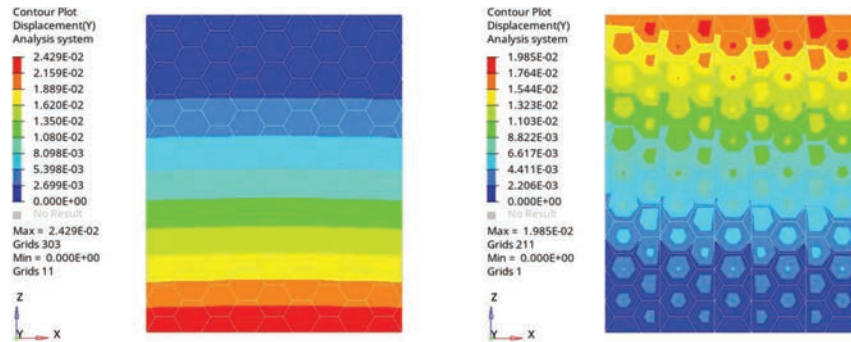 Contour Plot
Displacement(Y)
Analysis system
2.429E-02
2.159E-02
1.889E-02
1.620E-02
1.350E-02
1.080E-02
8.098E-03
5.398E-03
2.699E-03
0.000E+00
No Result
Max = 2.429E-02
Grids 303
Min = 0.000E+00
Grids 11
Z
Y X
Contour Plot
Displacement(Y)
Analysis system
1.985E-02
1.764E-02
1.544E-02
1.323E-02
1.103E-02
8.822E-03
6.617E-03
4.411E-03
2.206E-03
0.000E+00
No Result
Max = 1.985E-02
Grids 211
Min = 0.000E+00
Grids 1
Z
Y X